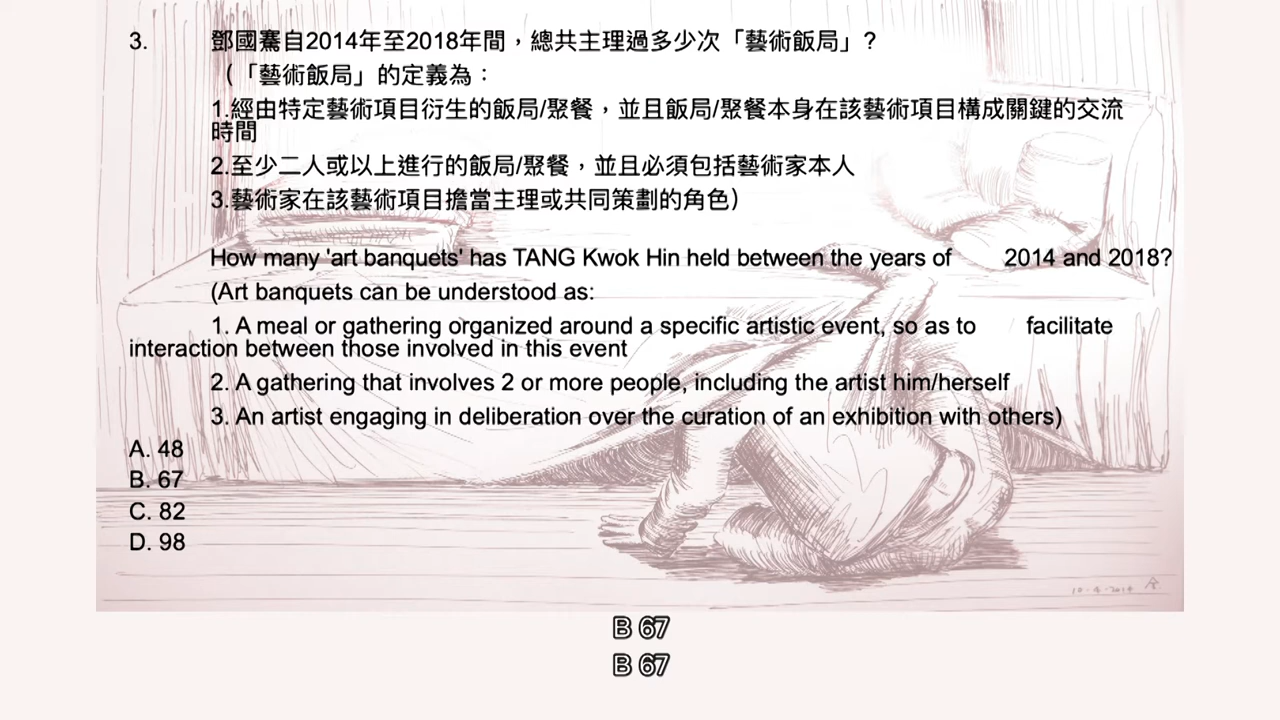 3. 鄧國騫自2014年至2018年間，總共主理過多少次「藝術飯局」?
（「藝術飯局」的定義為：
1.經由特定藝術項目衍生的飯局/聚餐，並且飯局/聚餐本身在該藝術項目構成關鍵的交流
時間
2.至少二人或以上進行的飯局/聚餐，並且必須包括藝術家本人
3.藝術家在該藝術項目擔當主理或共同策劃的角色）
How many 'art banquets' has TANG Kwok Hin held between the years of 2014 and 2018?
(Art banquets can be understood as:
1. A meal or gathering organized around a specific artistic event, so as to facilitate
interaction between those involved in this event
2. A gathering that involves 2 or more people, including the artist him/herself
3. An artist engaging in deliberation over the curation of an exhibition with others)
A. 48
B. 67
C. 82
D. 98
10-4-2014 全
B 67
B 67